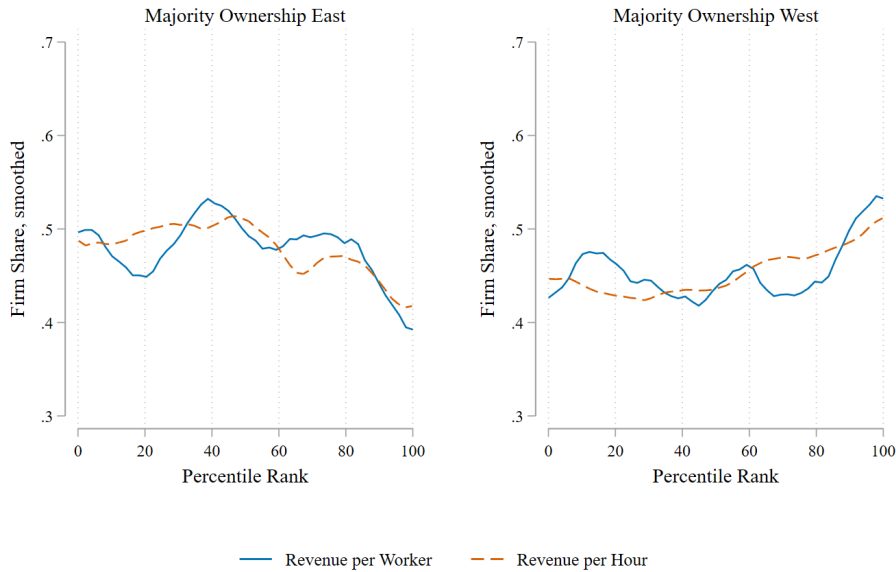 Majority Ownership East
Majority Ownership West
.7
.6
.5
.4
.3
Firm Share, smoothed
0 20 40 60 80 100
Percentile Rank
.7
.6
.5
.4
.3
Firm Share, smoothed
0 20 40 60 80 100
Percentile Rank
Revenue per Worker
Revenue per Hour